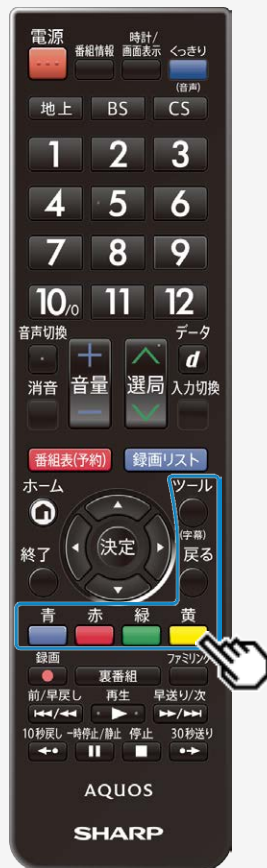 電源
番組情報
時計/
画面表示
くっきり
(音声)
地上 BS CS
1 2 3
4 5 6
7 8 9
10/0 11 12
音声切換
データ
d
消音
音量
選局
入力切換
番組表(予約) 録画リスト
ホーム
ツール
(字幕)
決定
終了
戻る
青 赤 緑 黄
録画
裏番組
ファミリンク
前/早戻し 再生 早送り/次
10秒戻し 一時停止/静止 停止 30秒送り
AQUOS
SHARP